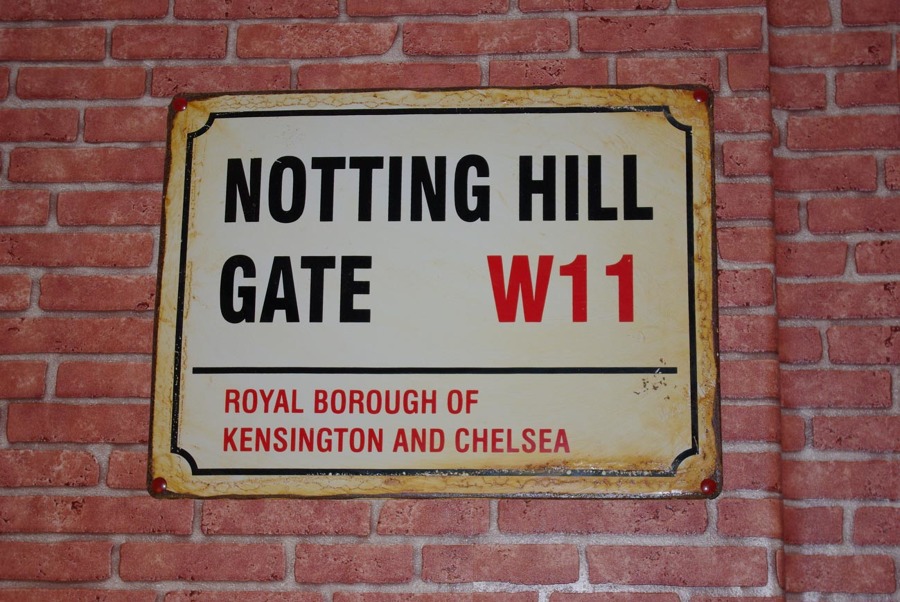 NOTTING HILL
GATE W11
ROYAL BOROUGH OF
KENSINGTON AND CHELSEA